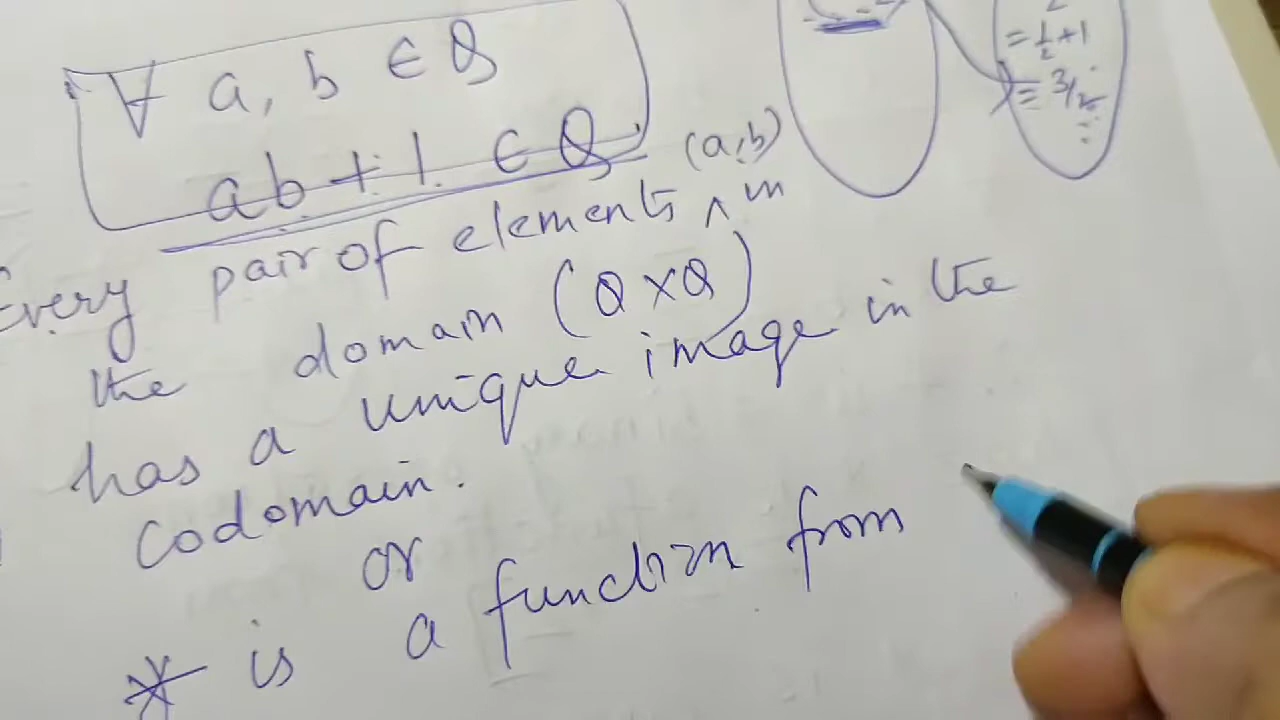 ∀ a, b ∈ Q
ab + 1 ∈ Q
= 1/2 + 1
= 3/2
(a, b)
Every pair of elements ^ in
the domain (Q × Q)
has a unique image in the
codomain.
or
* is a function from